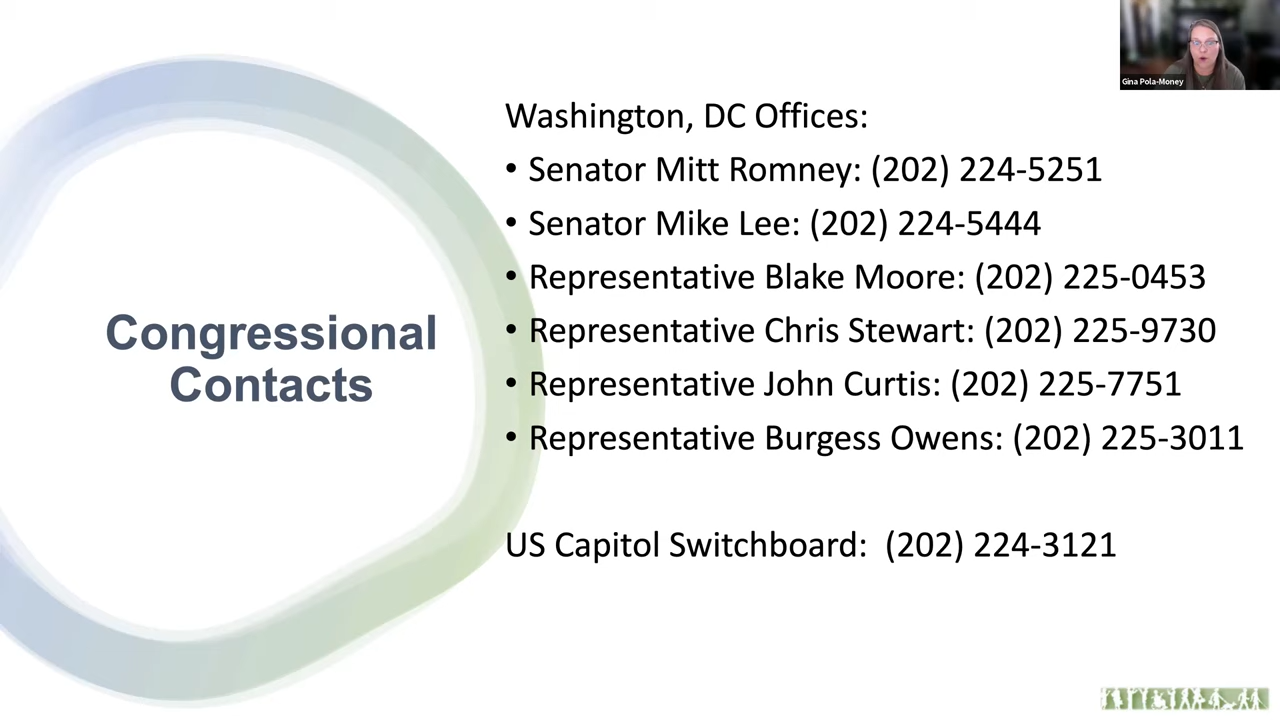 Gina Pola-Money
Congressional
Contacts
Washington, DC Offices:
• Senator Mitt Romney: (202) 224-5251
• Senator Mike Lee: (202) 224-5444
• Representative Blake Moore: (202) 225-0453
• Representative Chris Stewart: (202) 225-9730
• Representative John Curtis: (202) 225-7751
• Representative Burgess Owens: (202) 225-3011
US Capitol Switchboard: (202) 224-3121